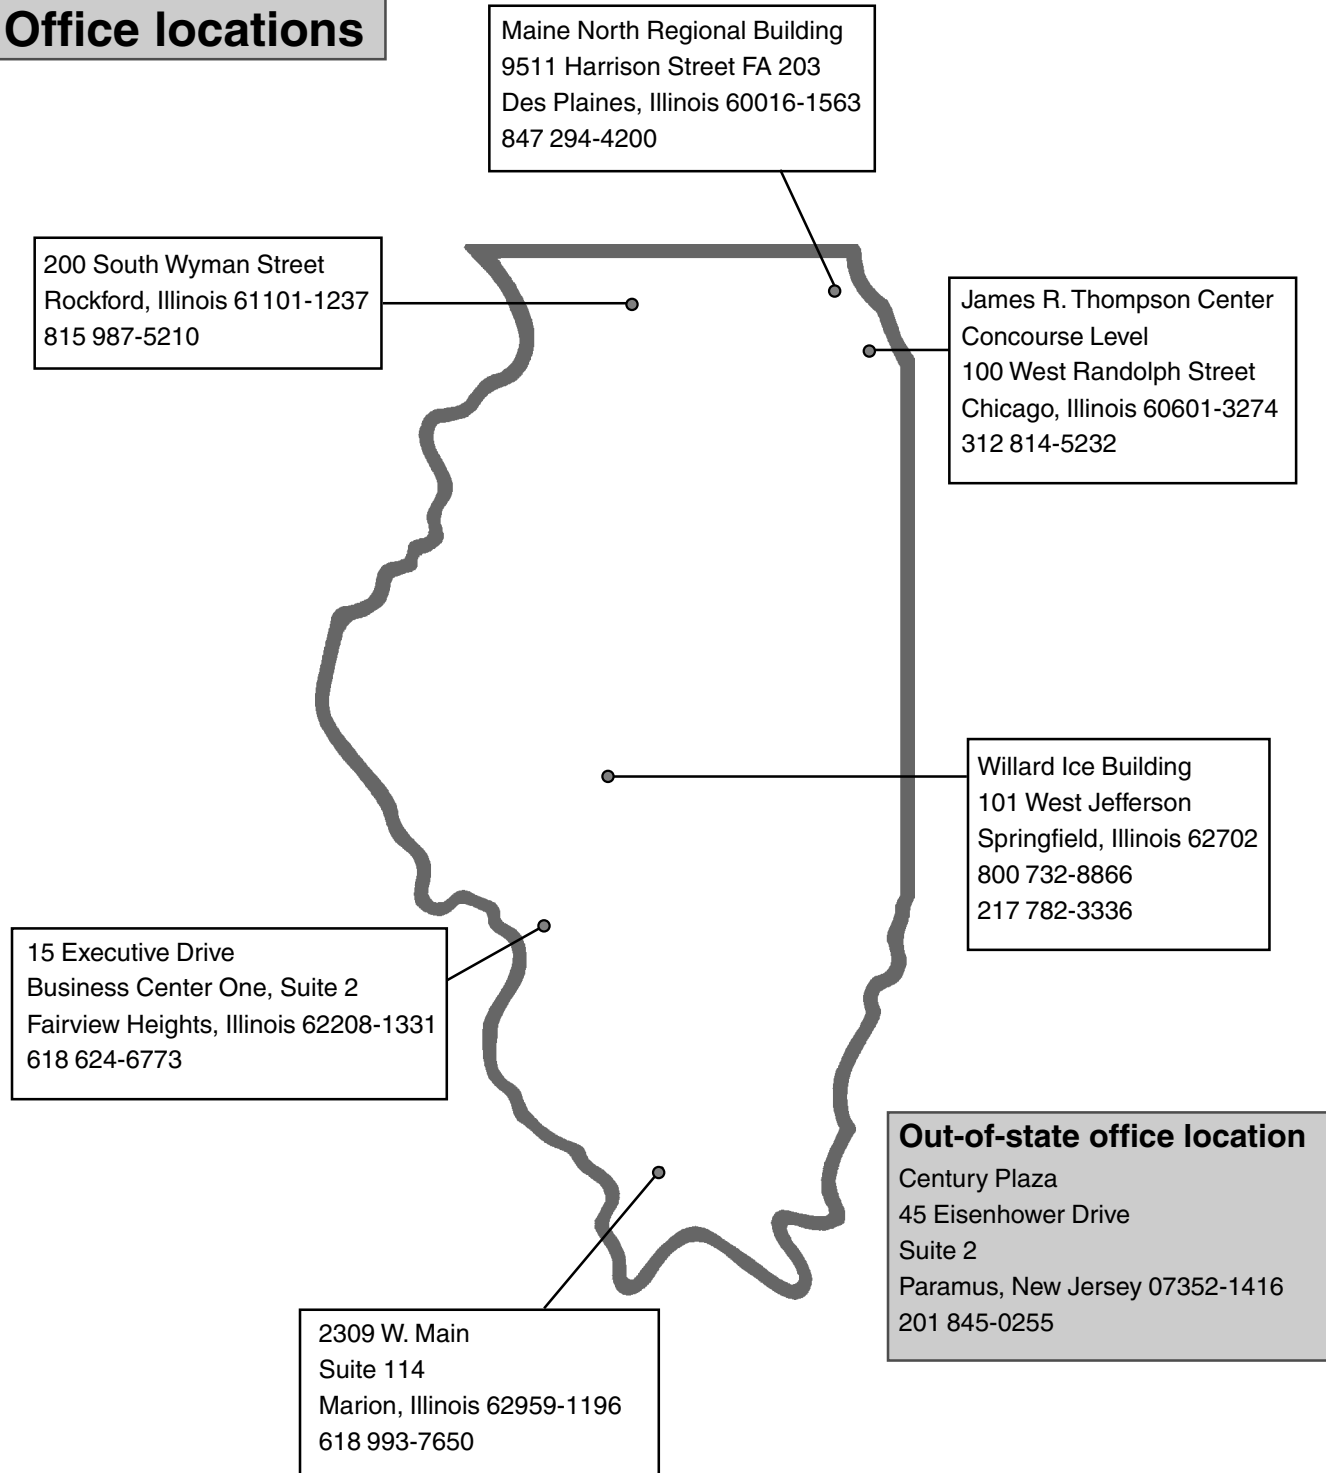 Office locations
Maine North Regional Building
9511 Harrison Street FA 203
Des Plaines, Illinois 60016-1563
847 294-4200
200 South Wyman Street
Rockford, Illinois 61101-1237
815 987-5210
James R. Thompson Center
Concourse Level
100 West Randolph Street
Chicago, Illinois 60601-3274
312 814-5232
Willard Ice Building
101 West Jefferson
Springfield, Illinois 62702
800 732-8866
217 782-3336
15 Executive Drive
Business Center One, Suite 2
Fairview Heights, Illinois 62208-1331
618 624-6773
Out-of-state office location
Century Plaza
45 Eisenhower Drive
Suite 2
Paramus, New Jersey 07352-1416
201 845-0255
2309 W. Main
Suite 114
Marion, Illinois 62959-1196
618 993-7650